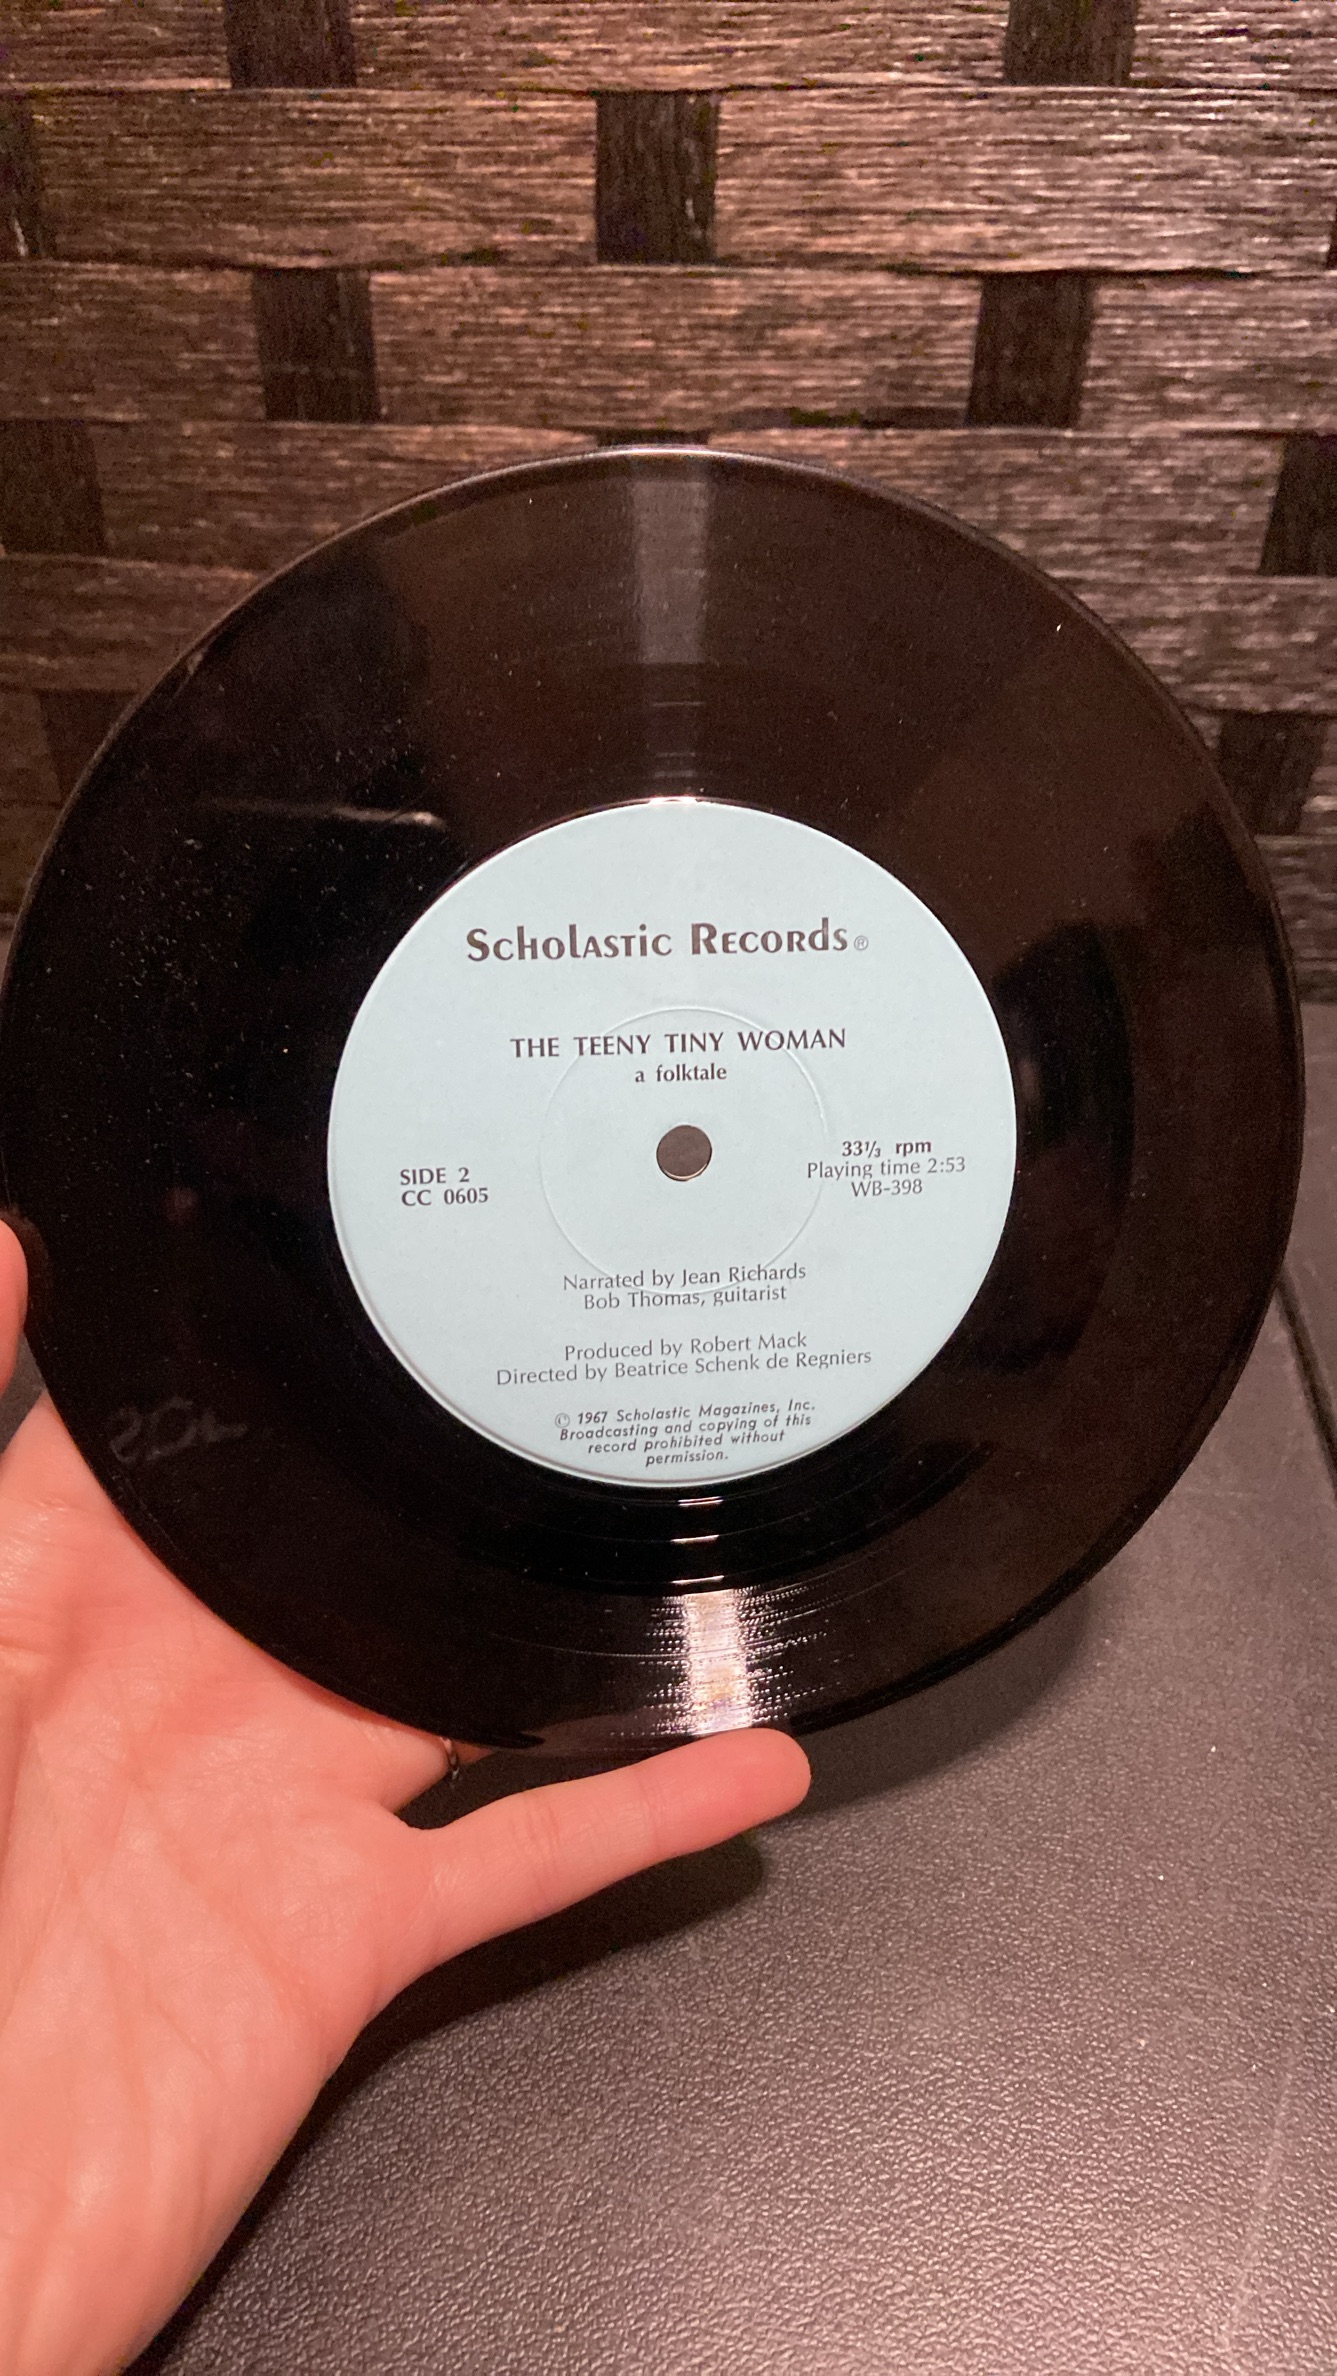 Scholastic Records®
THE TEENY TINY WOMAN
a folktale
SIDE 2
CC 0605
33⅓ rpm
Playing time 2:53
WB-398
Narrated by Jean Richards
Bob Thomas, guitarist
Produced by Robert Mack
Directed by Beatrice Schenk de Regniers
© 1967 Scholastic Magazines, Inc.
Broadcasting and copying of this
record prohibited without
permission.